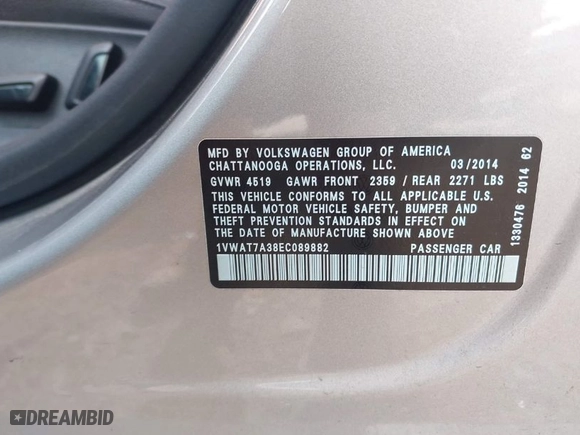 MFD BY VOLKSWAGEN GROUP OF AMERICA
CHATTANOOGA OPERATIONS, LLC. 03/2014
GVWR 4519 GAWR FRONT 2359 / REAR 2271 LBS
THIS VEHICLE CONFORMS TO ALL APPLICABLE U.S.
FEDERAL MOTOR VEHICLE SAFETY, BUMPER AND
THEFT PREVENTION STANDARDS IN EFFECT ON
THE DATE OF MANUFACTURE SHOWN ABOVE
1VWAT7A38EC089882 PASSENGER CAR
1330476 2014 62
DREAMBID